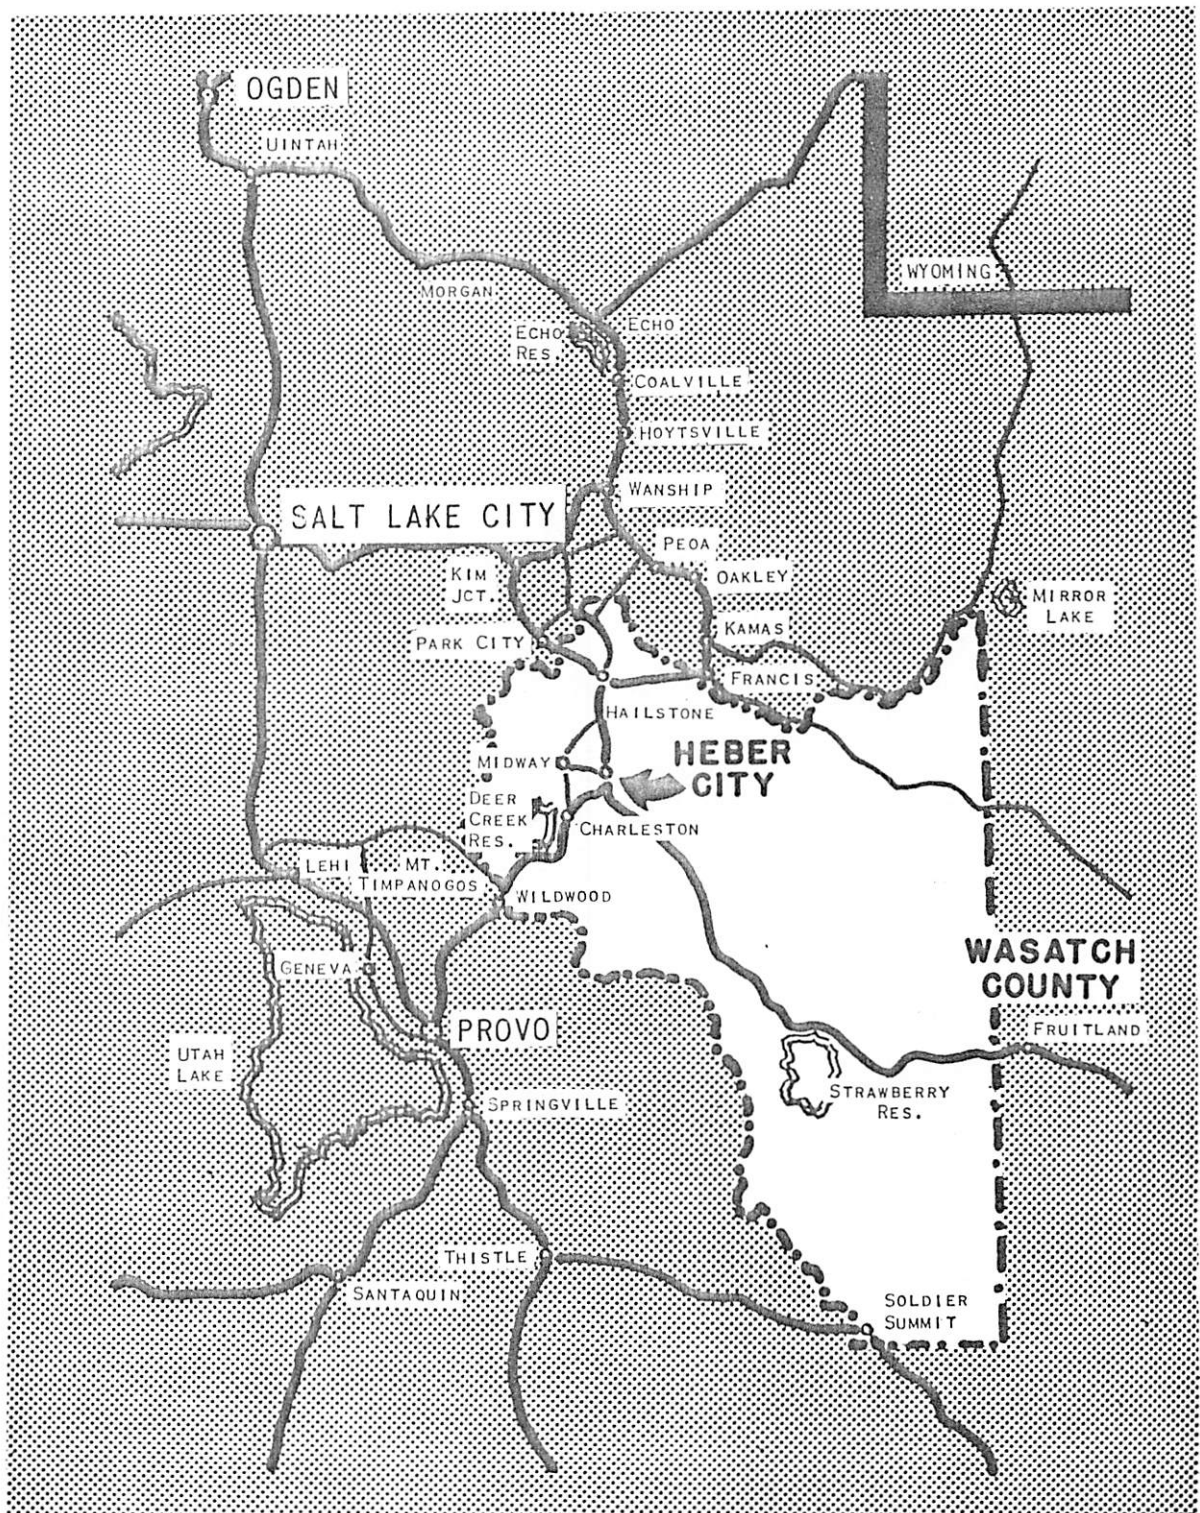 OGDEN
UINTAH
WYOMING
MORGAN
ECHO
RES.
ECHO
COALVILLE
HOYTSVILLE
WANSHIP
SALT LAKE CITY
PEOA
KIM
JCT.
OAKLEY
MIRROR
LAKE
KAMAS
PARK CITY
FRANCIS
HAILSTONE
HEBER
CITY
MIDWAY
DEER
CREEK
RES.
CHARLESTON
LEHI
MT.
TIMPANOGOS
WILDWOOD
WASATCH
COUNTY
GENEVA
PROVO
FRUITLAND
UTAH
LAKE
STRAWBERRY
RES.
SPRINGVILLE
THISTLE
SANTAQUIN
SOLDIER
SUMMIT